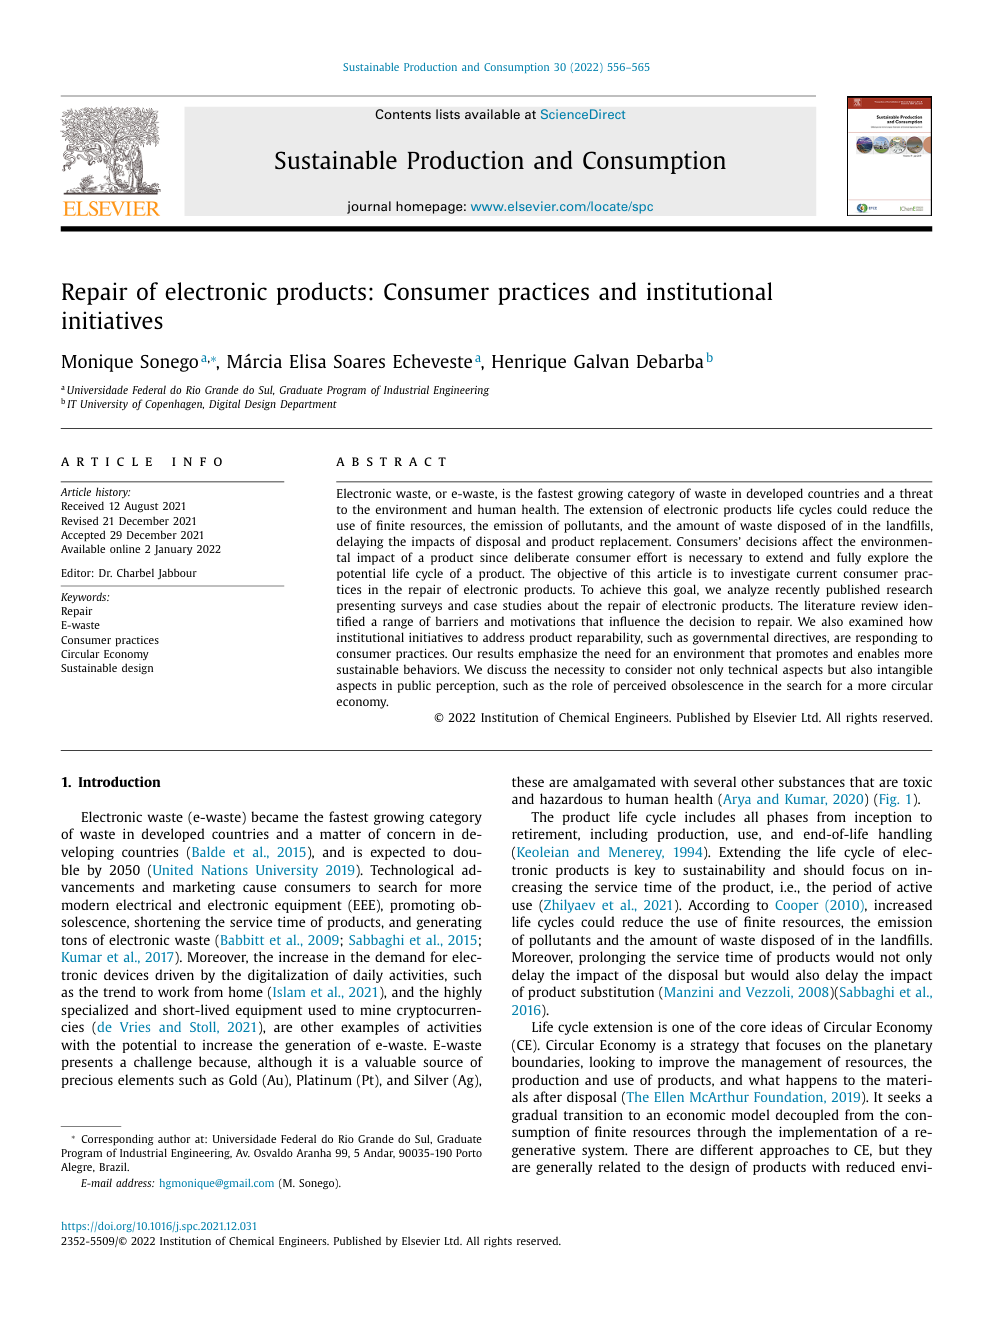 Sustainable Production and Consumption 30 (2022) 556–565
Contents lists available at ScienceDirect
Sustainable Production and Consumption
journal homepage: www.elsevier.com/locate/spc
ELSEVIER
Sustainable Production
and Consumption
Repair of electronic products: Consumer practices and institutional
initiatives
Monique Sonego a,*, Márcia Elisa Soares Echeveste a, Henrique Galvan Debarba b
a Universidade Federal do Rio Grande do Sul, Graduate Program of Industrial Engineering
b IT University of Copenhagen, Digital Design Department
ARTICLE INFO
Article history:
Received 12 August 2021
Revised 21 December 2021
Accepted 29 December 2021
Available online 2 January 2022
Editor: Dr. Charbel Jabbour
Keywords:
Repair
E-waste
Consumer practices
Circular Economy
Sustainable design
ABSTRACT
Electronic waste, or e-waste, is the fastest growing category of waste in developed countries and a threat
to the environment and human health. The extension of electronic products life cycles could reduce the
use of finite resources, the emission of pollutants, and the amount of waste disposed of in the landfills,
delaying the impacts of disposal and product replacement. Consumers' decisions affect the environmen-
tal impact of a product since deliberate consumer effort is necessary to extend and fully explore the
potential life cycle of a product. The objective of this article is to investigate current consumer prac-
tices in the repair of electronic products. To achieve this goal, we analyze recently published research
presenting surveys and case studies about the repair of electronic products. The literature review iden-
tified a range of barriers and motivations that influence the decision to repair. We also examined how
institutional initiatives to address product reparability, such as governmental directives, are responding to
consumer practices. Our results emphasize the need for an environment that promotes and enables more
sustainable behaviors. We discuss the necessity to consider not only technical aspects but also intangible
aspects in public perception, such as the role of perceived obsolescence in the search for a more circular
economy.
© 2022 Institution of Chemical Engineers. Published by Elsevier Ltd. All rights reserved.
1. Introduction
Electronic waste (e-waste) became the fastest growing category
of waste in developed countries and a matter of concern in de-
veloping countries (Balde et al., 2015), and is expected to dou-
ble by 2050 (United Nations University 2019). Technological ad-
vancements and marketing cause consumers to search for more
modern electrical and electronic equipment (EEE), promoting ob-
solescence, shortening the service time of products, and generating
tons of electronic waste (Babbitt et al., 2009; Sabbaghi et al., 2015;
Kumar et al., 2017). Moreover, the increase in the demand for elec-
tronic devices driven by the digitalization of daily activities, such
as the trend to work from home (Islam et al., 2021), and the highly
specialized and short-lived equipment used to mine cryptocurren-
cies (de Vries and Stoll, 2021), are other examples of activities
with the potential to increase the generation of e-waste. E-waste
presents a challenge because, although it is a valuable source of
precious elements such as Gold (Au), Platinum (Pt), and Silver (Ag),
* Corresponding author at: Universidade Federal do Rio Grande do Sul, Graduate
Program of Industrial Engineering, Av. Osvaldo Aranha 99, 5 Andar, 90035-190 Porto
Alegre, Brazil.
E-mail address: hgmonique@gmail.com (M. Sonego).
these are amalgamated with several other substances that are toxic
and hazardous to human health (Arya and Kumar, 2020) (Fig. 1).
The product life cycle includes all phases from inception to
retirement, including production, use, and end-of-life handling
(Keoleian and Menerey, 1994). Extending the life cycle of elec-
tronic products is key to sustainability and should focus on in-
creasing the service time of the product, i.e., the period of active
use (Zhilyaev et al., 2021). According to Cooper (2010), increased
life cycles could reduce the use of finite resources, the emission
of pollutants and the amount of waste disposed of in the landfills.
Moreover, prolonging the service time of products would not only
delay the impact of the disposal but would also delay the impact
of product substitution (Manzini and Vezzoli, 2008)(Sabbaghi et al.,
2016).
Life cycle extension is one of the core ideas of Circular Economy
(CE). Circular Economy is a strategy that focuses on the planetary
boundaries, looking to improve the management of resources, the
production and use of products, and what happens to the materi-
als after disposal (The Ellen McArthur Foundation, 2019). It seeks a
gradual transition to an economic model decoupled from the con-
sumption of finite resources through the implementation of a re-
generative system. There are different approaches to CE, but they
are generally related to the design of products with reduced envi-
https://doi.org/10.1016/j.spc.2021.12.031
2352-5509/© 2022 Institution of Chemical Engineers. Published by Elsevier Ltd. All rights reserved.